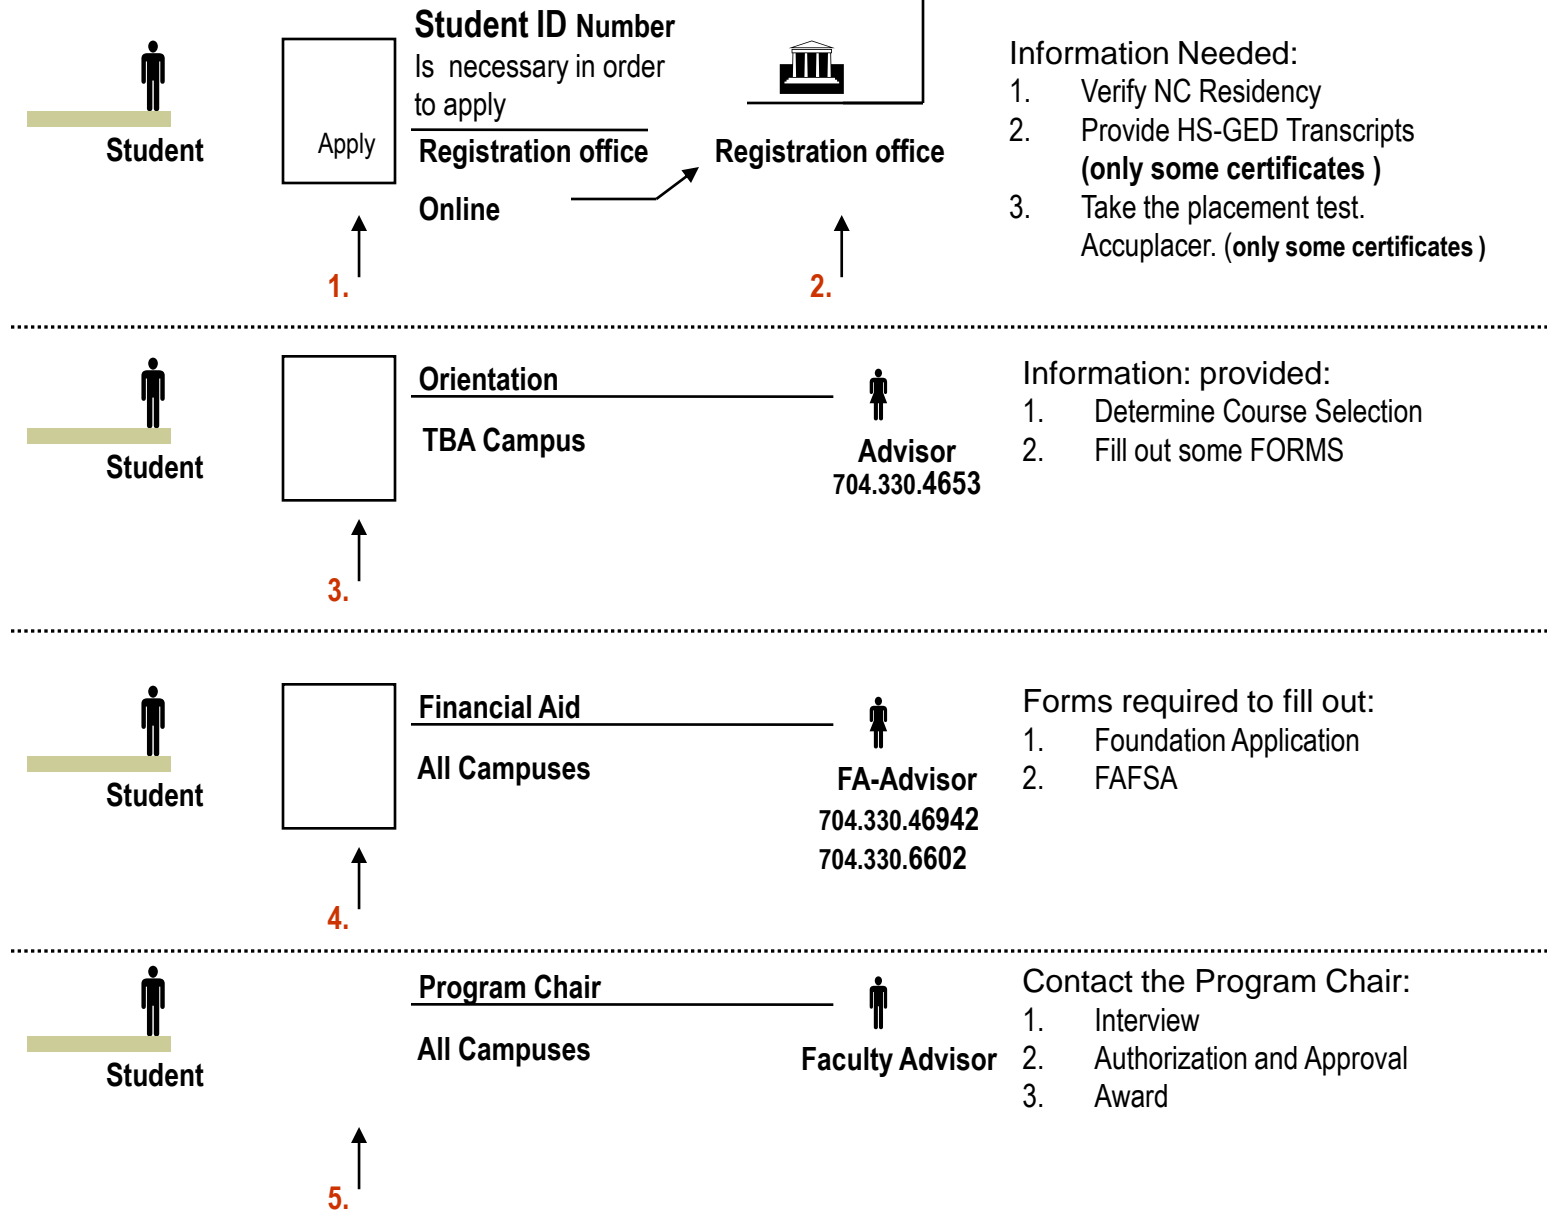 Student ID Number
Is necessary in order
to apply
Student
Apply
Registration office
Online
Registration office
1.
2.
Information Needed:
1. Verify NC Residency
2. Provide HS-GED Transcripts
(only some certificates )
3. Take the placement test.
Accuplacer. (only some certificates )
Student
Orientation
TBA Campus
Advisor
704.330.4653
3.
Information: provided:
1. Determine Course Selection
2. Fill out some FORMS
Student
Financial Aid
All Campuses
FA-Advisor
704.330.46942
704.330.6602
4.
Forms required to fill out:
1. Foundation Application
2. FAFSA
Student
Program Chair
All Campuses
Faculty Advisor
5.
Contact the Program Chair:
1. Interview
2. Authorization and Approval
3. Award